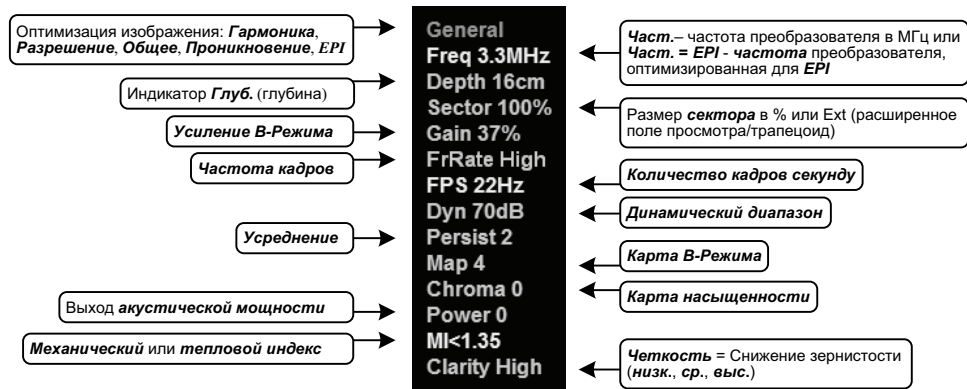 Оптимизация изображения: Гармоника,
Разрешение, Общее, Проникновение, EPI
Индикатор Глуб. (глубина)
Усиление В-Режима
Частота кадров
Усреднение
Выход акустической мощности
Механический или тепловой индекс
General
Freq 3.3MHz
Depth 16cm
Sector 100%
Gain 37%
FrRate High
FPS 22Hz
Dyn 70dB
Persist 2
Map 4
Chroma 0
Power 0
MI<1.35
Clarity High
Част.– частота преобразователя в МГц или
Част. = EPI - частота преобразователя,
оптимизированная для EPI
Размер сектора в % или Ext (расширенное
поле просмотра/трапецоид)
Количество кадров секунду
Динамический диапазон
Карта В-Режима
Карта насыщенности
Четкость = Снижение зернистости
(низк., ср., выс.)